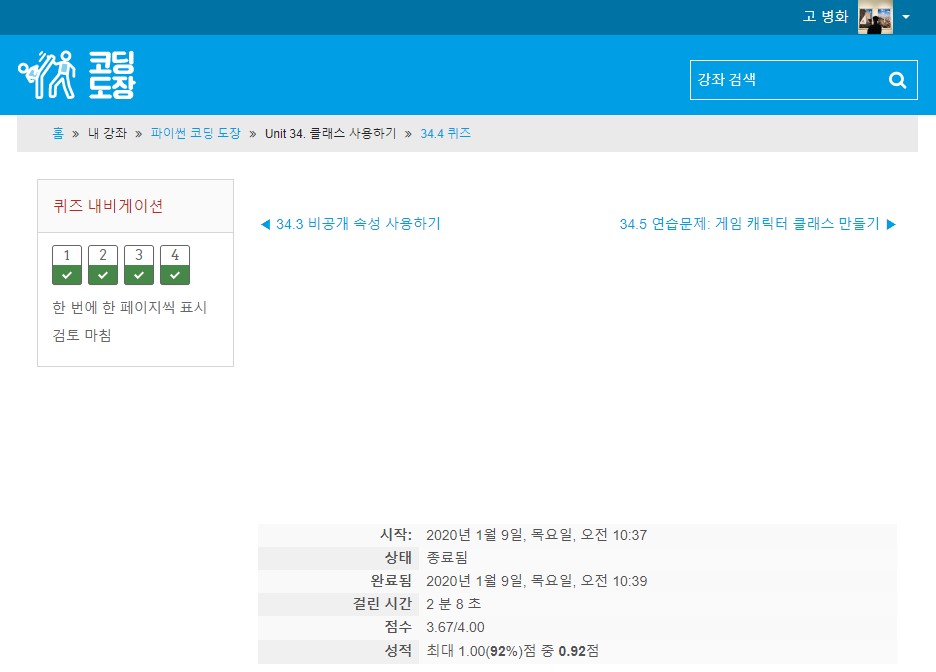 고 병화
코딩
도장
강좌 검색
홈 » 내 강좌 » 파이썬 코딩 도장 » Unit 34. 클래스 사용하기 » 34.4 퀴즈
퀴즈 내비게이션
1 2 3 4
한 번에 한 페이지씩 표시
검토 마침
◀ 34.3 비공개 속성 사용하기
34.5 연습문제: 게임 캐릭터 클래스 만들기 ▶
시작: 2020년 1월 9일, 목요일, 오전 10:37
상태 종료됨
완료됨 2020년 1월 9일, 목요일, 오전 10:39
걸린 시간 2 분 8 초
점수 3.67/4.00
성적 최대 1.00(92%)점 중 0.92점